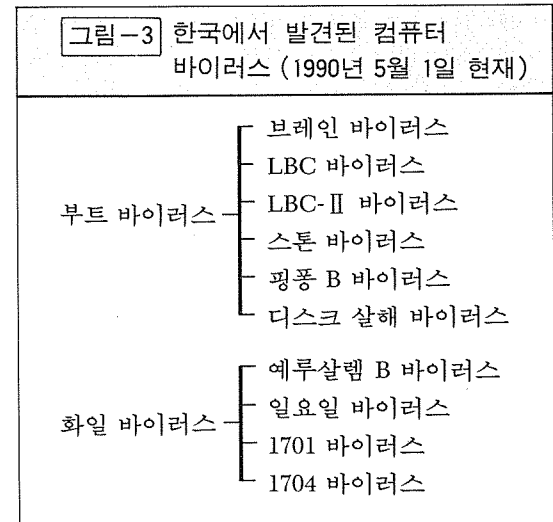 그림-3 한국에서 발견된 컴퓨터
바이러스 (1990년 5월 1일 현재)
브레인 바이러스
LBC 바이러스
부트 바이러스
LBC-Ⅱ 바이러스
스톤 바이러스
핑퐁 B 바이러스
디스크 살해 바이러스
예루살렘 B 바이러스
일요일 바이러스
화일 바이러스
1701 바이러스
1704 바이러스